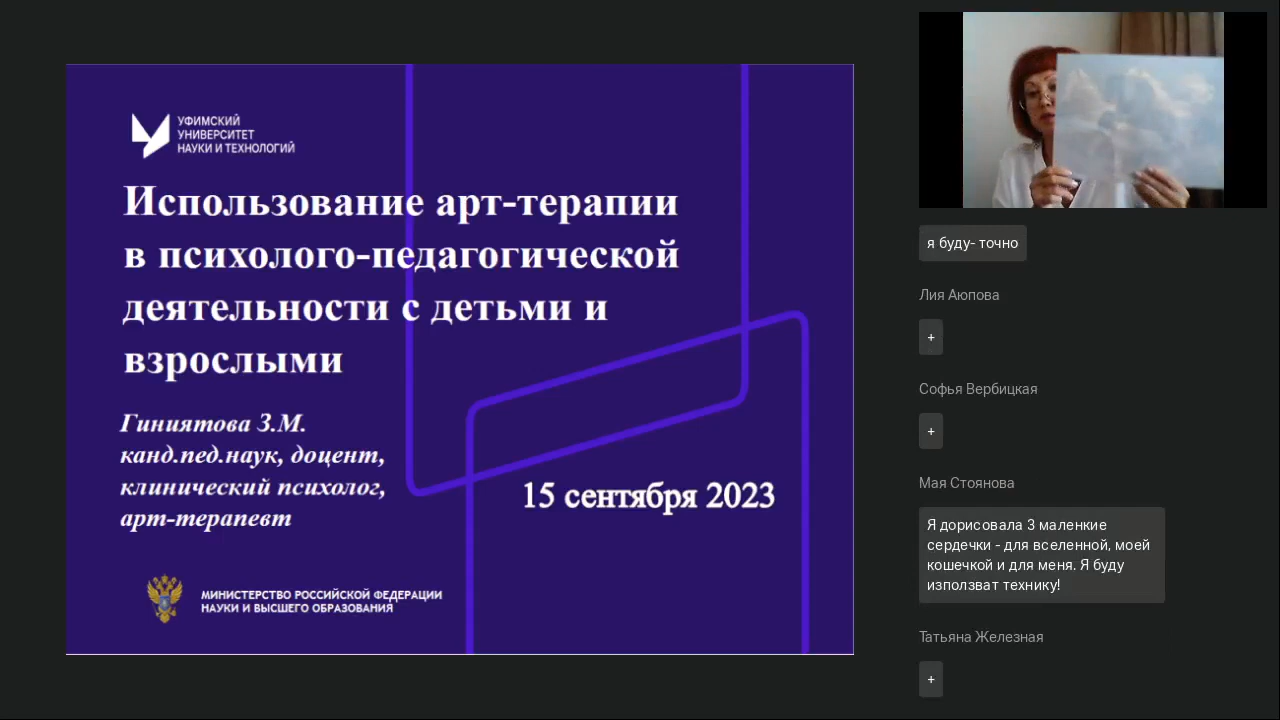 УФИМСКИЙ
УНИВЕРСИТЕТ
НАУКИ И ТЕХНОЛОГИЙ
Использование арт-терапии
в психолого-педагогической
деятельности с детьми и
взрослыми
Гиниятова З.М.
канд.пед.наук, доцент,
клинический психолог,
арт-терапевт
15 сентября 2023
МИНИСТЕРСТВО РОССИЙСКОЙ ФЕДЕРАЦИИ
НАУКИ И ВЫСШЕГО ОБРАЗОВАНИЯ
я буду- точно
Лия Аюпова
+
Софья Вербицкая
+
Мая Стоянова
Я дорисовала 3 маленкие
сердечки - для вселенной, моей
кошечкой и для меня. Я буду
използват технику!
Татьяна Железная
+